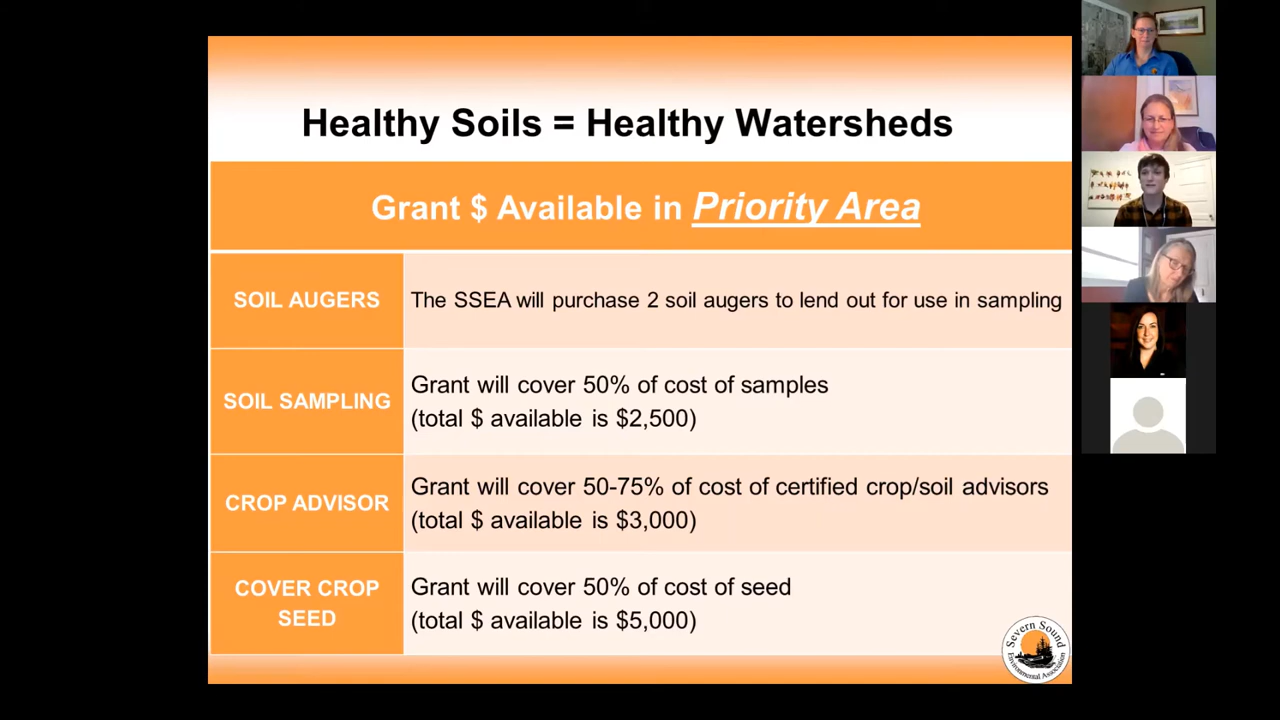 Healthy Soils = Healthy Watersheds
Grant $ Available in Priority Area
SOIL AUGERS
The SSEA will purchase 2 soil augers to lend out for use in sampling
SOIL SAMPLING
Grant will cover 50% of cost of samples
(total $ available is $2,500)
CROP ADVISOR
Grant will cover 50-75% of cost of certified crop/soil advisors
(total $ available is $3,000)
COVER CROP
SEED
Grant will cover 50% of cost of seed
(total $ available is $5,000)
Severn Sound
Environmental Association